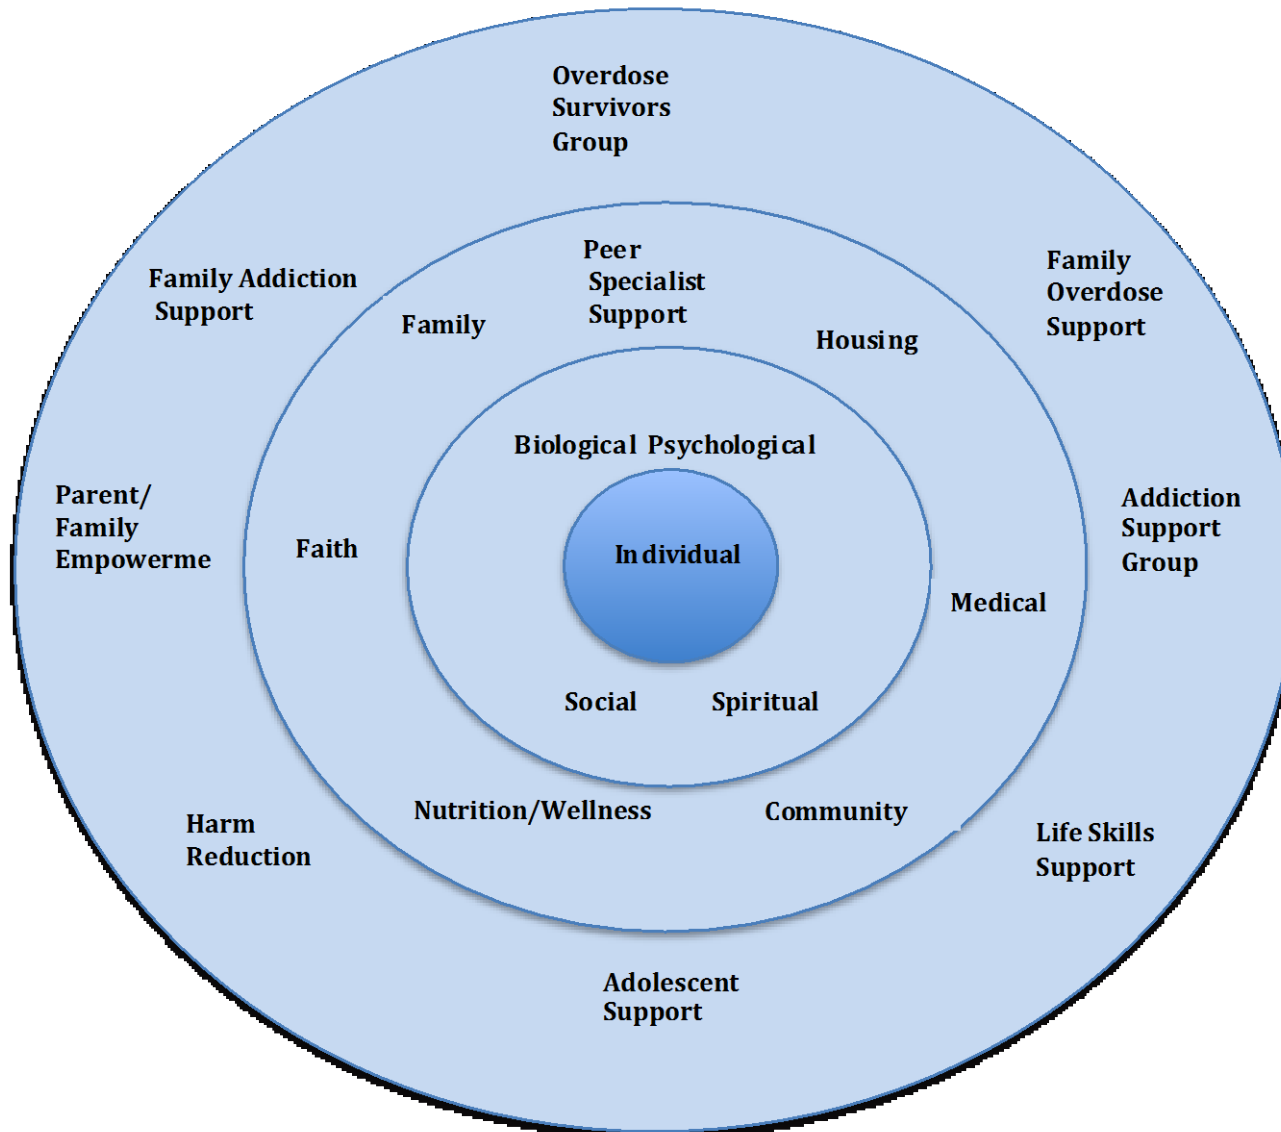 Overdose
Survivors
Group
Family Addiction
Support
Peer
Specialist
Support
Family
Overdose
Support
Family
Housing
Biological Psychological
Parent/
Family
Empowerme
Faith
Individual
Addiction
Support
Group
Medical
Social
Spiritual
Nutrition/Wellness
Community
Harm
Reduction
Life Skills
Support
Adolescent
Support